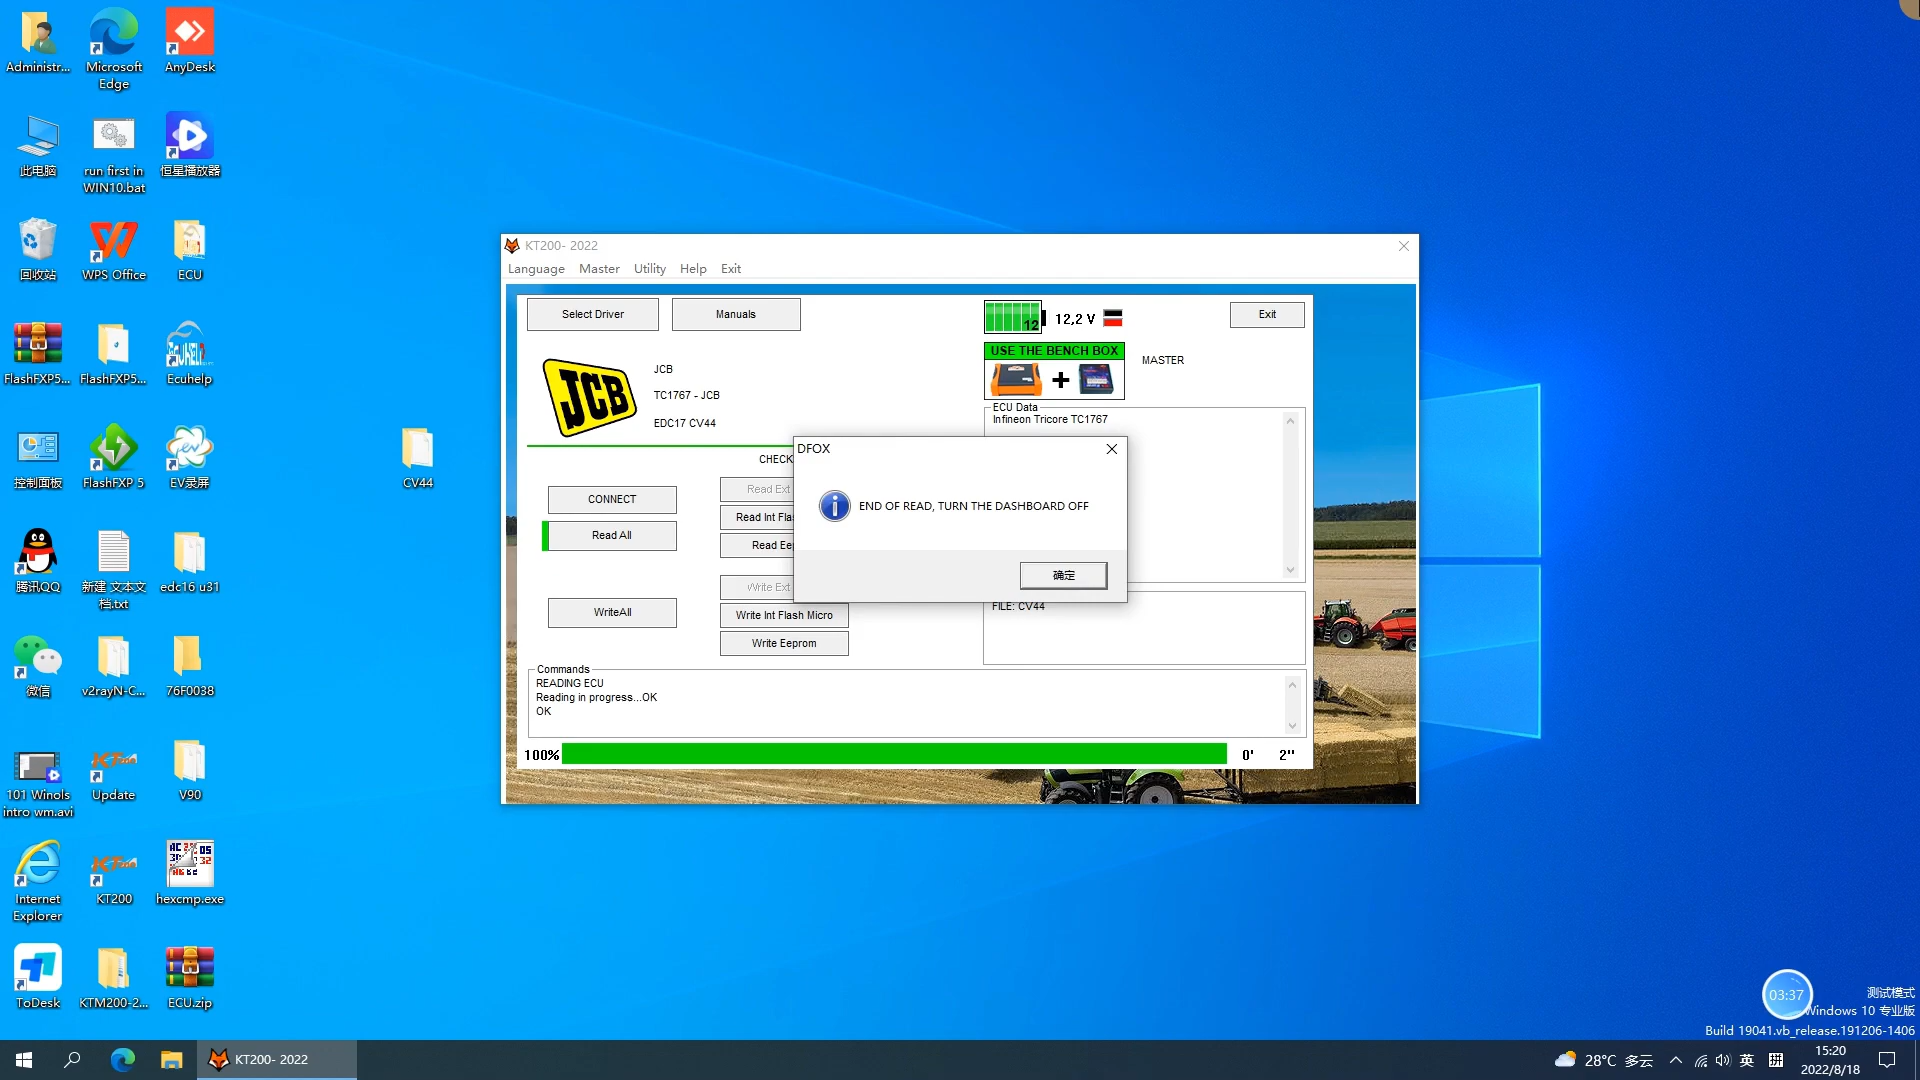 Administr...
Microsoft
Edge
AnyDesk
此电脑
run first in
WIN10.bat
恒星播放器
回收站
WPS Office
ECU
FlashFXP5...
FlashFXP5...
Ecuhelp
控制面板
FlashFXP 5
EV录屏
CV44
腾讯QQ
新建 文本文
档.txt
edc16 u31
微信
v2rayN-C...
76F0038
101 Winols
intro wm.avi
Update
V90
Internet
Explorer
KT200
hexcmp.exe
ToDesk
KTM200-2...
ECU.zip
KT200- 2022
Language Master Utility Help Exit
Select Driver
Manuals
12
12,2 V
Exit
USE THE BENCH BOX
MASTER
JCB
JCB
TC1767 - JCB
EDC17 CV44
ECU Data
Infineon Tricore TC1767
CHECK
CONNECT
Read All
WriteAll
Read Ext
Read Int Fla
Read Eep
Write Ext
Write Int Flash Micro
Write Eeprom
DFOX
END OF READ, TURN THE DASHBOARD OFF
确定
FILE: CV44
Commands
READING ECU
Reading in progress...OK
OK
100%
0' 2"
03:37
测试模式
Windows 10 专业版
Build 19041.vb_release.191206-1406
KT200- 2022
28°C 多云
英
拼
15:20
2022/8/18